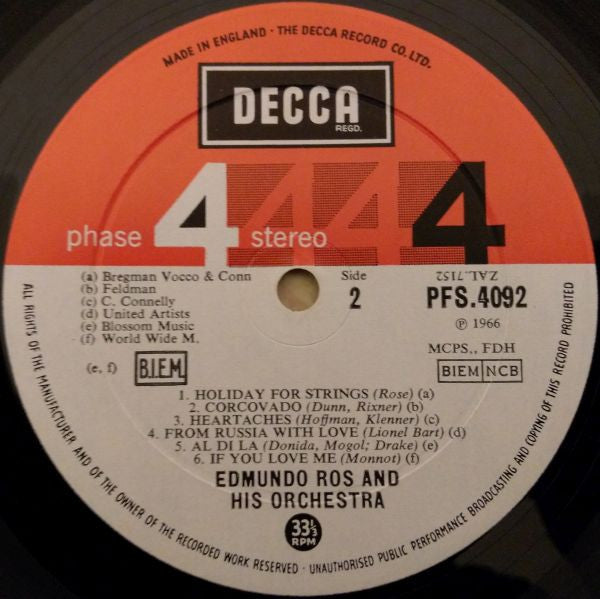 MADE IN ENGLAND · THE DECCA RECORD CO. LTD.
DECCA
REGD.
phase 4 stereo 4 4 4
(a) Bregman Vocco & Conn
(b) Feldman
(c) C. Connelly
(d) United Artists
(e) Blossom Music
(f) World Wide M.
(e, f) B.I.E.M.
Side
2
ZAL.7152
PFS.4092
℗ 1966
MCPS,, FDH
BIEM NCB
1. HOLIDAY FOR STRINGS (Rose) (a)
2. CORCOVADO (Dunn, Rixner) (b)
3. HEARTACHES (Hoffman, Klenner) (c)
4. FROM RUSSIA WITH LOVE (Lionel Bart) (d)
5. AL DI LA (Donida, Mogol; Drake) (e)
6. IF YOU LOVE ME (Monnot) (f)
EDMUNDO ROS AND
HIS ORCHESTRA
33⅓
RPM
ALL RIGHTS OF THE MANUFACTURER AND OF THE OWNER OF THE RECORDED WORK RESERVED · UNAUTHORISED PUBLIC PERFORMANCE BROADCASTING AND COPYING OF THIS RECORD PROHIBITED